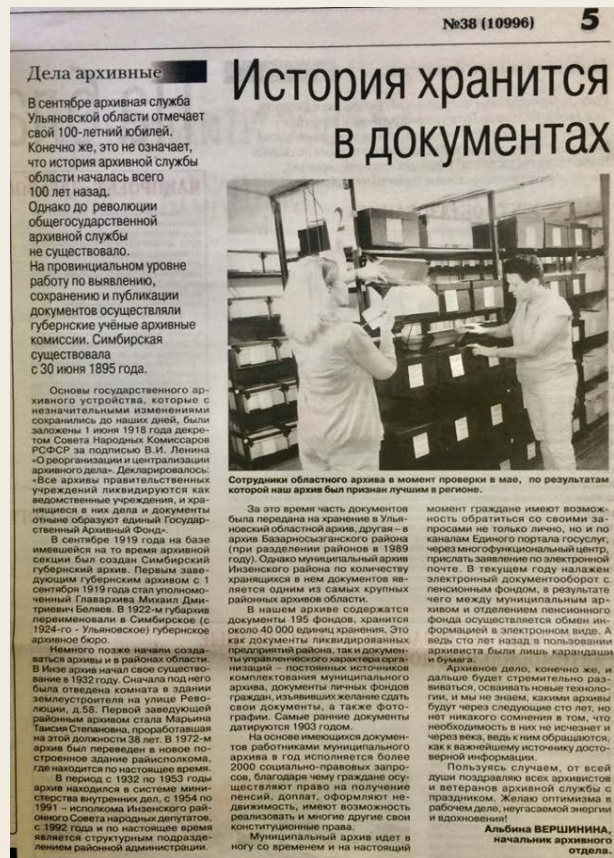 №38 (10996)
5
Дела архивные
История хранится
в документах
В сентябре архивная служба
Ульяновской области отмечает
свой 100-летний юбилей.
Конечно же, это не означает,
что история архивной службы
области началась всего
100 лет назад.
Однако до революции
общегосударственной
архивной службы
не существовало.
На провинциальном уровне
работу по выявлению,
сохранению и публикации
документов осуществляли
губернские учёные архивные
комиссии. Симбирская
существовала
с 30 июня 1895 года.
Основы государственного ар-
хивного устройства, которые с
незначительными изменениями
сохранились до наших дней, были
заложены 1 июня 1918 года декре-
том Совета Народных Комиссаров
РСФСР за подписью В.И. Ленина
«О реорганизации и централизации
архивного дела». Декларировалось:
«Все архивы правительственных
учреждений ликвидируются как
ведомственные учреждения, и хра-
нящиеся в них дела и документы
отныне образуют единый Государ-
ственный Архивный Фонд».
В сентябре 1919 года на базе
имевшейся на то время архивной
секции был создан Симбирский
губернский архив. Первым заве-
дующим губернским архивом с 1
сентября 1919 года стал уполномо-
ченный Главархива Михаил Дми-
триевич Беляев. В 1922-м губархив
переименовали в Симбирское (с
1924-го - Ульяновское) губернское
архивное бюро.
Немного позже начали созда-
ваться архивы и в районах области.
В Инзе архив начал свое существо-
вание в 1932 году. Сначала под него
была отведена комната в здании
землеустроителя на улице Рево-
люции, д.58. Первой заведующей
районным архивом стала Марьина
Таисия Степановна, проработавшая
на этой должности 38 лет. В 1972-м
архив был переведен в новое по-
строенное здание райисполкома,
где находится по настоящее время.
В период с 1932 по 1953 годы
архив находился в системе мини-
стерства внутренних дел, с 1954 по
1991 – исполкома Инзенского рай-
онного Совета народных депутатов,
с 1992 года и по настоящее время
является структурным подразде-
лением районной администрации.
Сотрудники областного архива в момент проверки в мае, по результатам
которой наш архив был признан лучшим в регионе.
За это время часть документов
была передана на хранение в Улья-
новский областной архив, другая – в
архив Базарносызганского района
(при разделении районов в 1989
году). Однако муниципальный архив
Инзенского района по количеству
хранящихся в нем документов яв-
ляется одним из самых крупных
районных архивов области.
В нашем архиве содержатся
документы 195 фондов, хранится
около 40 000 единиц хранения. Это
как документы ликвидированных
предприятий района, так и докумен-
ты управленческого характера орга-
низаций – постоянных источников
комплектования муниципального
архива, документы личных фондов
граждан, изъявивших желание сдать
свои документы, а также фото-
графии. Самые ранние документы
датируются 1903 годом.
На основе имеющихся докумен-
тов работниками муниципального
архива в год исполняется более
2000 социально-правовых запро-
сов, благодаря чему граждане осу-
ществляют право на получение
пенсий, доплат, оформляют не-
движимость, имеют возможность
реализовать и многие другие свои
конституционные права.
Муниципальный архив идет в
ногу со временем и на настоящий
момент граждане имеют возмож-
ность обратиться со своими за-
просами не только лично, но и по
каналам Единого портала госуслуг,
через многофункциональный центр,
прислать заявление по электронной
почте. В текущем году налажен
электронный документооборот с
пенсионным фондом, в результате
чего между муниципальным ар-
хивом и отделением пенсионного
фонда осуществляется обмен ин-
формацией в электронном виде. А
ведь сто лет назад в пользовании
архивиста были лишь карандаши
и бумага.
Архивное дело, конечно же, и
дальше будет стремительно раз-
виваться, осваивать новые техноло-
гии, и мы не знаем, какими архивы
будут через следующие сто лет, но
нет никакого сомнения в том, что
необходимость в них не исчезнет и
через века, ведь к ним обращаются,
как к важнейшему источнику досто-
верной информации.
Пользуясь случаем, от всей
души поздравляю всех архивистов
и ветеранов архивной службы с
праздником. Желаю оптимизма в
рабочем деле, неугасаемой энергии
и вдохновения!
Альбина ВЕРШИНИНА,
начальник архивного
отдела.